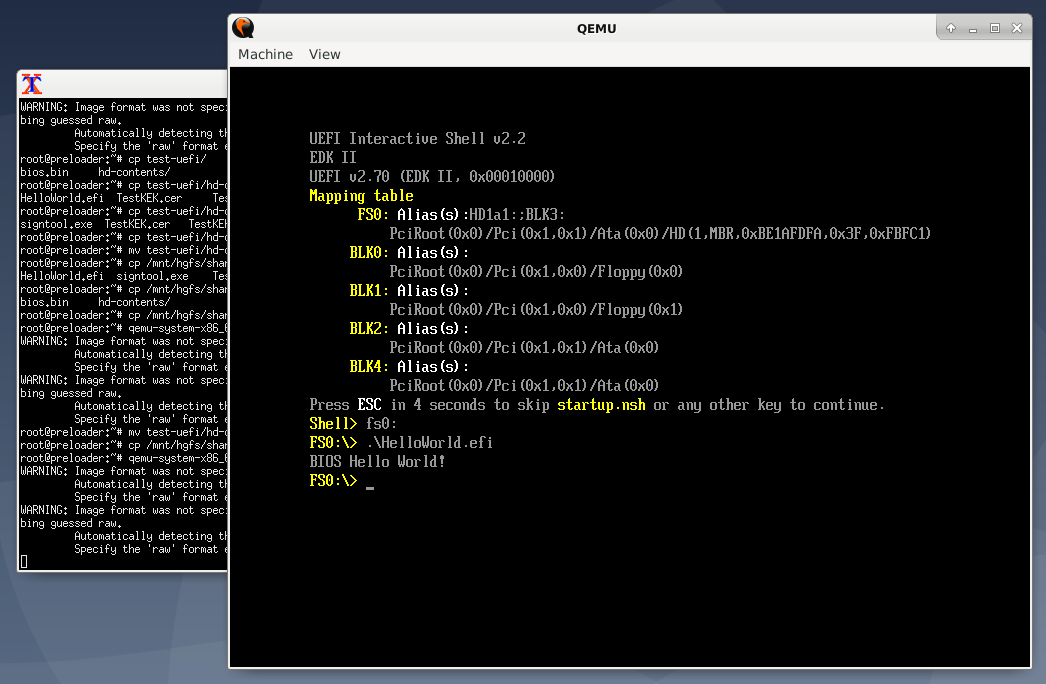 QEMU
Machine View
UEFI Interactive Shell v2.2
EDK II
UEFI v2.70 (EDK II, 0x00010000)
Mapping table
FS0: Alias(s):HD1a1:;BLK3:
PciRoot(0x0)/Pci(0x1,0x1)/Ata(0x0)/HD(1,MBR,0xBE1AFDFA,0x3F,0xFBFC1)
BLK0: Alias(s):
PciRoot(0x0)/Pci(0x1,0x0)/Floppy(0x0)
BLK1: Alias(s):
PciRoot(0x0)/Pci(0x1,0x0)/Floppy(0x1)
BLK2: Alias(s):
PciRoot(0x0)/Pci(0x1,0x1)/Ata(0x0)
BLK4: Alias(s):
PciRoot(0x0)/Pci(0x1,0x1)/Ata(0x0)
Press ESC in 4 seconds to skip startup.nsh or any other key to continue.
Shell> fs0:
FS0:\> .\HelloWorld.efi
BIOS Hello World!
FS0:\> _
WARNING: Image format was not spec
bing guessed raw.
Automatically detecting
Specify the 'raw' format
root@preloader:~# cp test-uefi/
bios.bin hd-contents/
root@preloader:~# cp test-uefi/hd-
HelloWorld.efi TestKEK.cer Te
root@preloader:~# cp test-uefi/hd-
signtool.exe TestKEK.cer TestKE
root@preloader:~# cp test-uefi/hd-
root@preloader:~# mv test-uefi/hd-
root@preloader:~# cp /mnt/hgfs/shar
HelloWorld.efi signtool.exe Te
root@preloader:~# cp /mnt/hgfs/shar
bios.bin hd-contents/
root@preloader:~# cp /mnt/hgfs/shar
root@preloader:~# qemu-system-x86_6
WARNING: Image format was not spec
Automatically detecting
Specify the 'raw' format
WARNING: Image format was not spec
bing guessed raw.
Automatically detecting
Specify the 'raw' format
root@preloader:~# mv test-uefi/hd-
root@preloader:~# cp /mnt/hgfs/shar
root@preloader:~# qemu-system-x86_6
WARNING: Image format was not spec
Automatically detecting
Specify the 'raw' format
WARNING: Image format was not spec
bing guessed raw.
Automatically detecting
Specify the 'raw' format